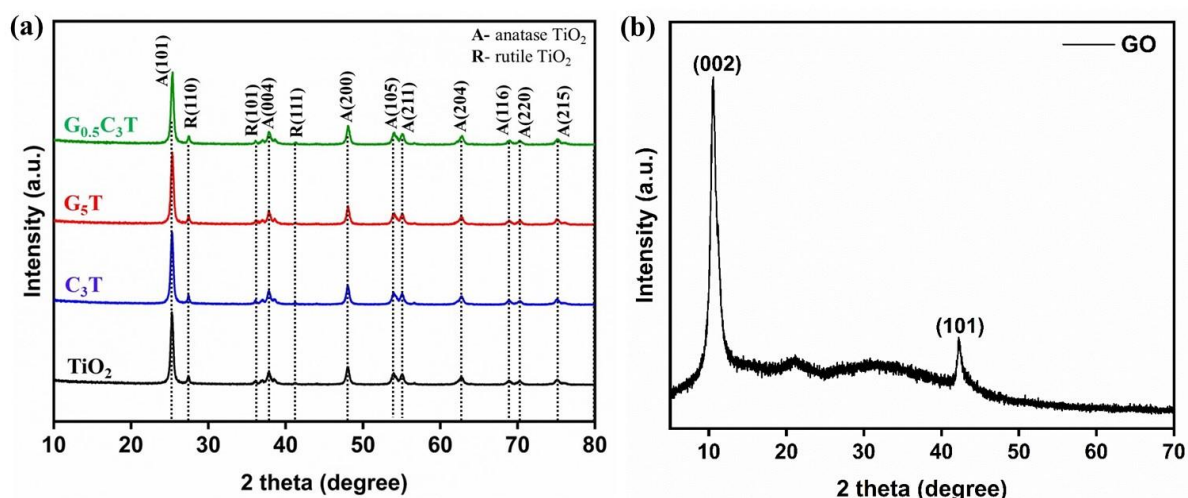 (a)
A- anatase TiO₂
R- rutile TiO₂
A(101)
R(110)
R(101)
A(004)
R(111)
A(200)
A(105)
A(211)
A(204)
A(116)
A(220)
A(215)
G₀.₅C₃T
G₅T
C₃T
TiO₂
Intensity (a.u.)
10 20 30 40 50 60 70 80
2 theta (degree)
(b)
GO
(002)
(101)
Intensity (a.u.)
10 20 30 40 50 60 70
2 theta (degree)